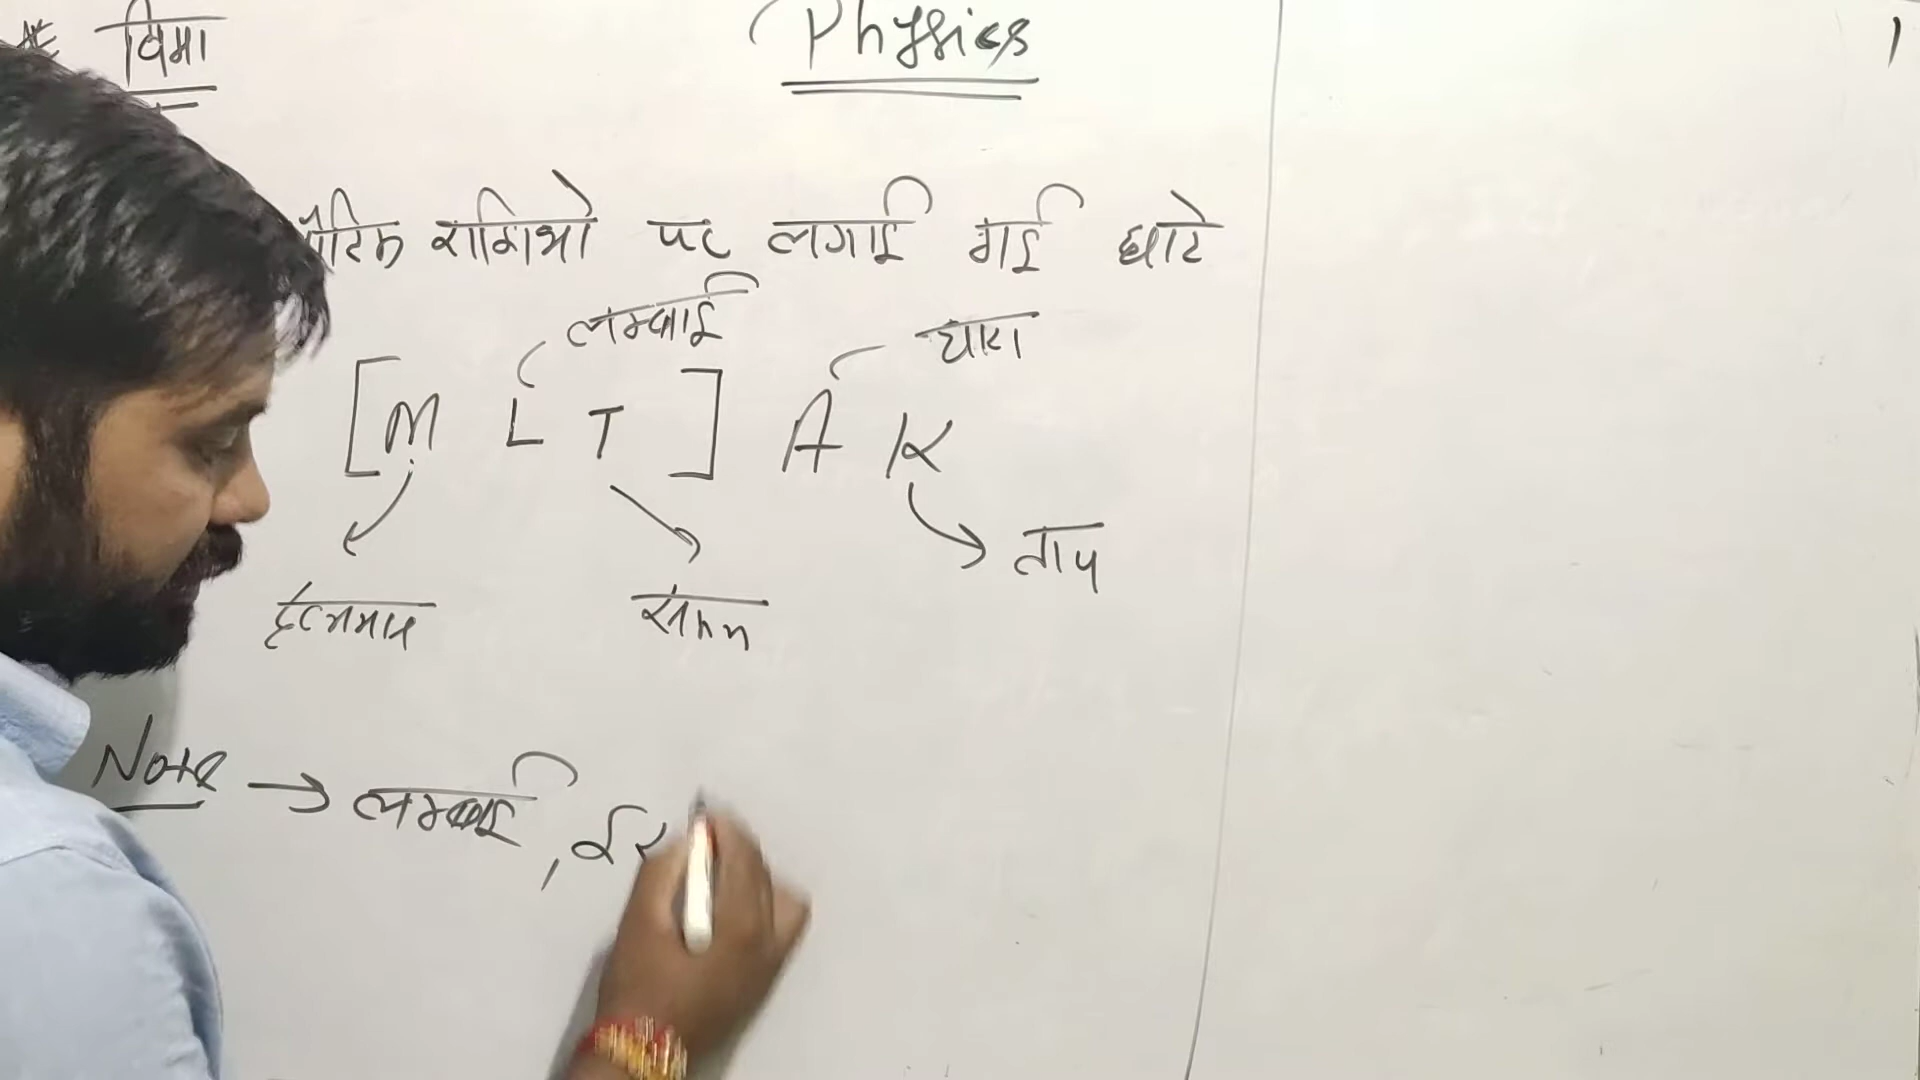 विमा Physics
भौतिक राशिओ पर लगाई गई घाते
लम्बाई धारा
[M L T] A K
ताप
द्रव्यमान समय
Note → लम्बाई,